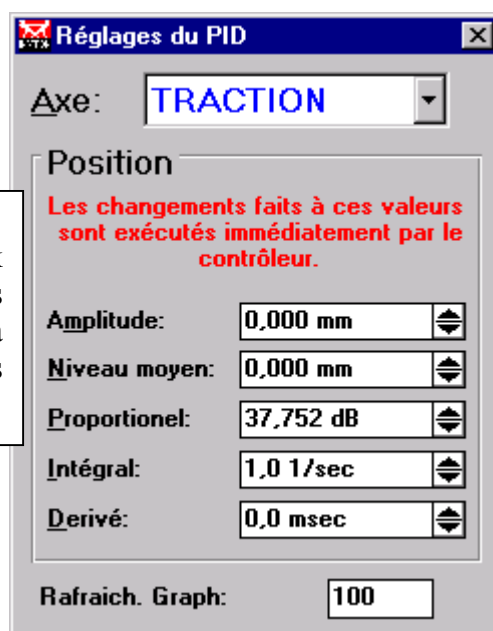 Réglages du PID
Axe: TRACTION
Position
Les changements faits à ces valeurs
sont exécutés immédiatement par le
contrôleur.
Amplitude: 0,000 mm
Niveau moyen: 0,000 mm
Proportionel: 37,752 dB
Intégral: 1,0 1/sec
Derivé: 0,0 msec
Rafraich. Graph: 100